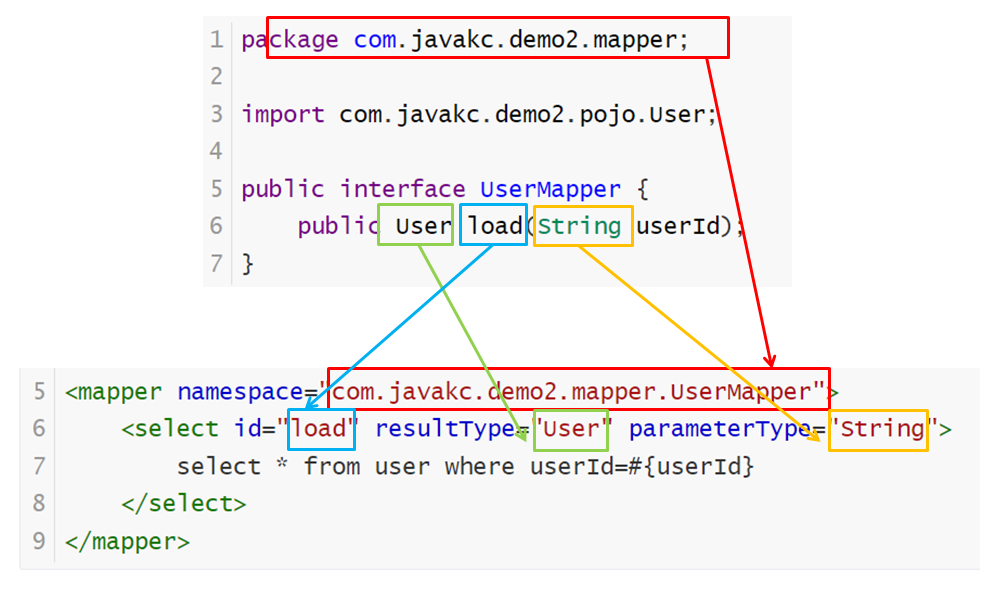 1 package com.javakc.demo2.mapper;
2
3 import com.javakc.demo2.pojo.User;
4
5 public interface UserMapper {
6 public User load(String userId);
7 }
5 <mapper namespace="com.javakc.demo2.mapper.UserMapper">
6 <select id="load" resultType="User" parameterType="String">
7 select * from user where userId=#{userId}
8 </select>
9 </mapper>